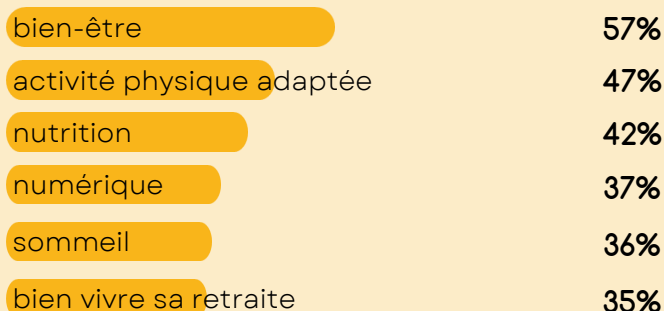 bien-être 57%
activité physique adaptée 47%
nutrition 42%
numérique 37%
sommeil 36%
bien vivre sa retraite 35%